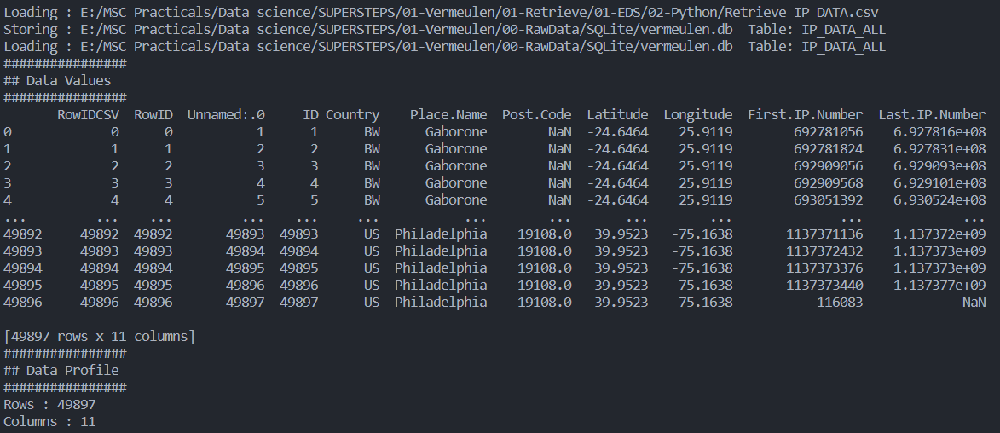 Loading : E:/MSC Practicals/Data science/SUPERSTEPS/01-Vermeulen/01-Retrieve/01-EDS/02-Python/Retrieve_IP_DATA.csv
Storing : E:/MSC Practicals/Data science/SUPERSTEPS/01-Vermeulen/00-RawData/SQLite/vermeulen.db  Table: IP_DATA_ALL
Loading : E:/MSC Practicals/Data science/SUPERSTEPS/01-Vermeulen/00-RawData/SQLite/vermeulen.db  Table: IP_DATA_ALL
################
## Data Values
################
       RowIDCSV  RowID  Unnamed:.0     ID Country    Place.Name  Post.Code  Latitude  Longitude  First.IP.Number  Last.IP.Number
0             0      0           1      1      BW      Gaborone        NaN  -24.6464    25.9119        692781056    6.927816e+08
1             1      1           2      2      BW      Gaborone        NaN  -24.6464    25.9119        692781824    6.927831e+08
2             2      2           3      3      BW      Gaborone        NaN  -24.6464    25.9119        692909056    6.929093e+08
3             3      3           4      4      BW      Gaborone        NaN  -24.6464    25.9119        692909568    6.929101e+08
4             4      4           5      5      BW      Gaborone        NaN  -24.6464    25.9119        693051392    6.930524e+08
...         ...    ...         ...    ...     ...           ...        ...       ...        ...              ...             ...
49892     49892  49892       49893  49893      US  Philadelphia    19108.0   39.9523   -75.1638       1137371136    1.137372e+09
49893     49893  49893       49894  49894      US  Philadelphia    19108.0   39.9523   -75.1638       1137372432    1.137373e+09
49894     49894  49894       49895  49895      US  Philadelphia    19108.0   39.9523   -75.1638       1137373376    1.137373e+09
49895     49895  49895       49896  49896      US  Philadelphia    19108.0   39.9523   -75.1638       1137373440    1.137377e+09
49896     49896  49896       49897  49897      US  Philadelphia    19108.0   39.9523   -75.1638           116083             NaN
[49897 rows x 11 columns]
################
## Data Profile
################
Rows : 49897
Columns : 11